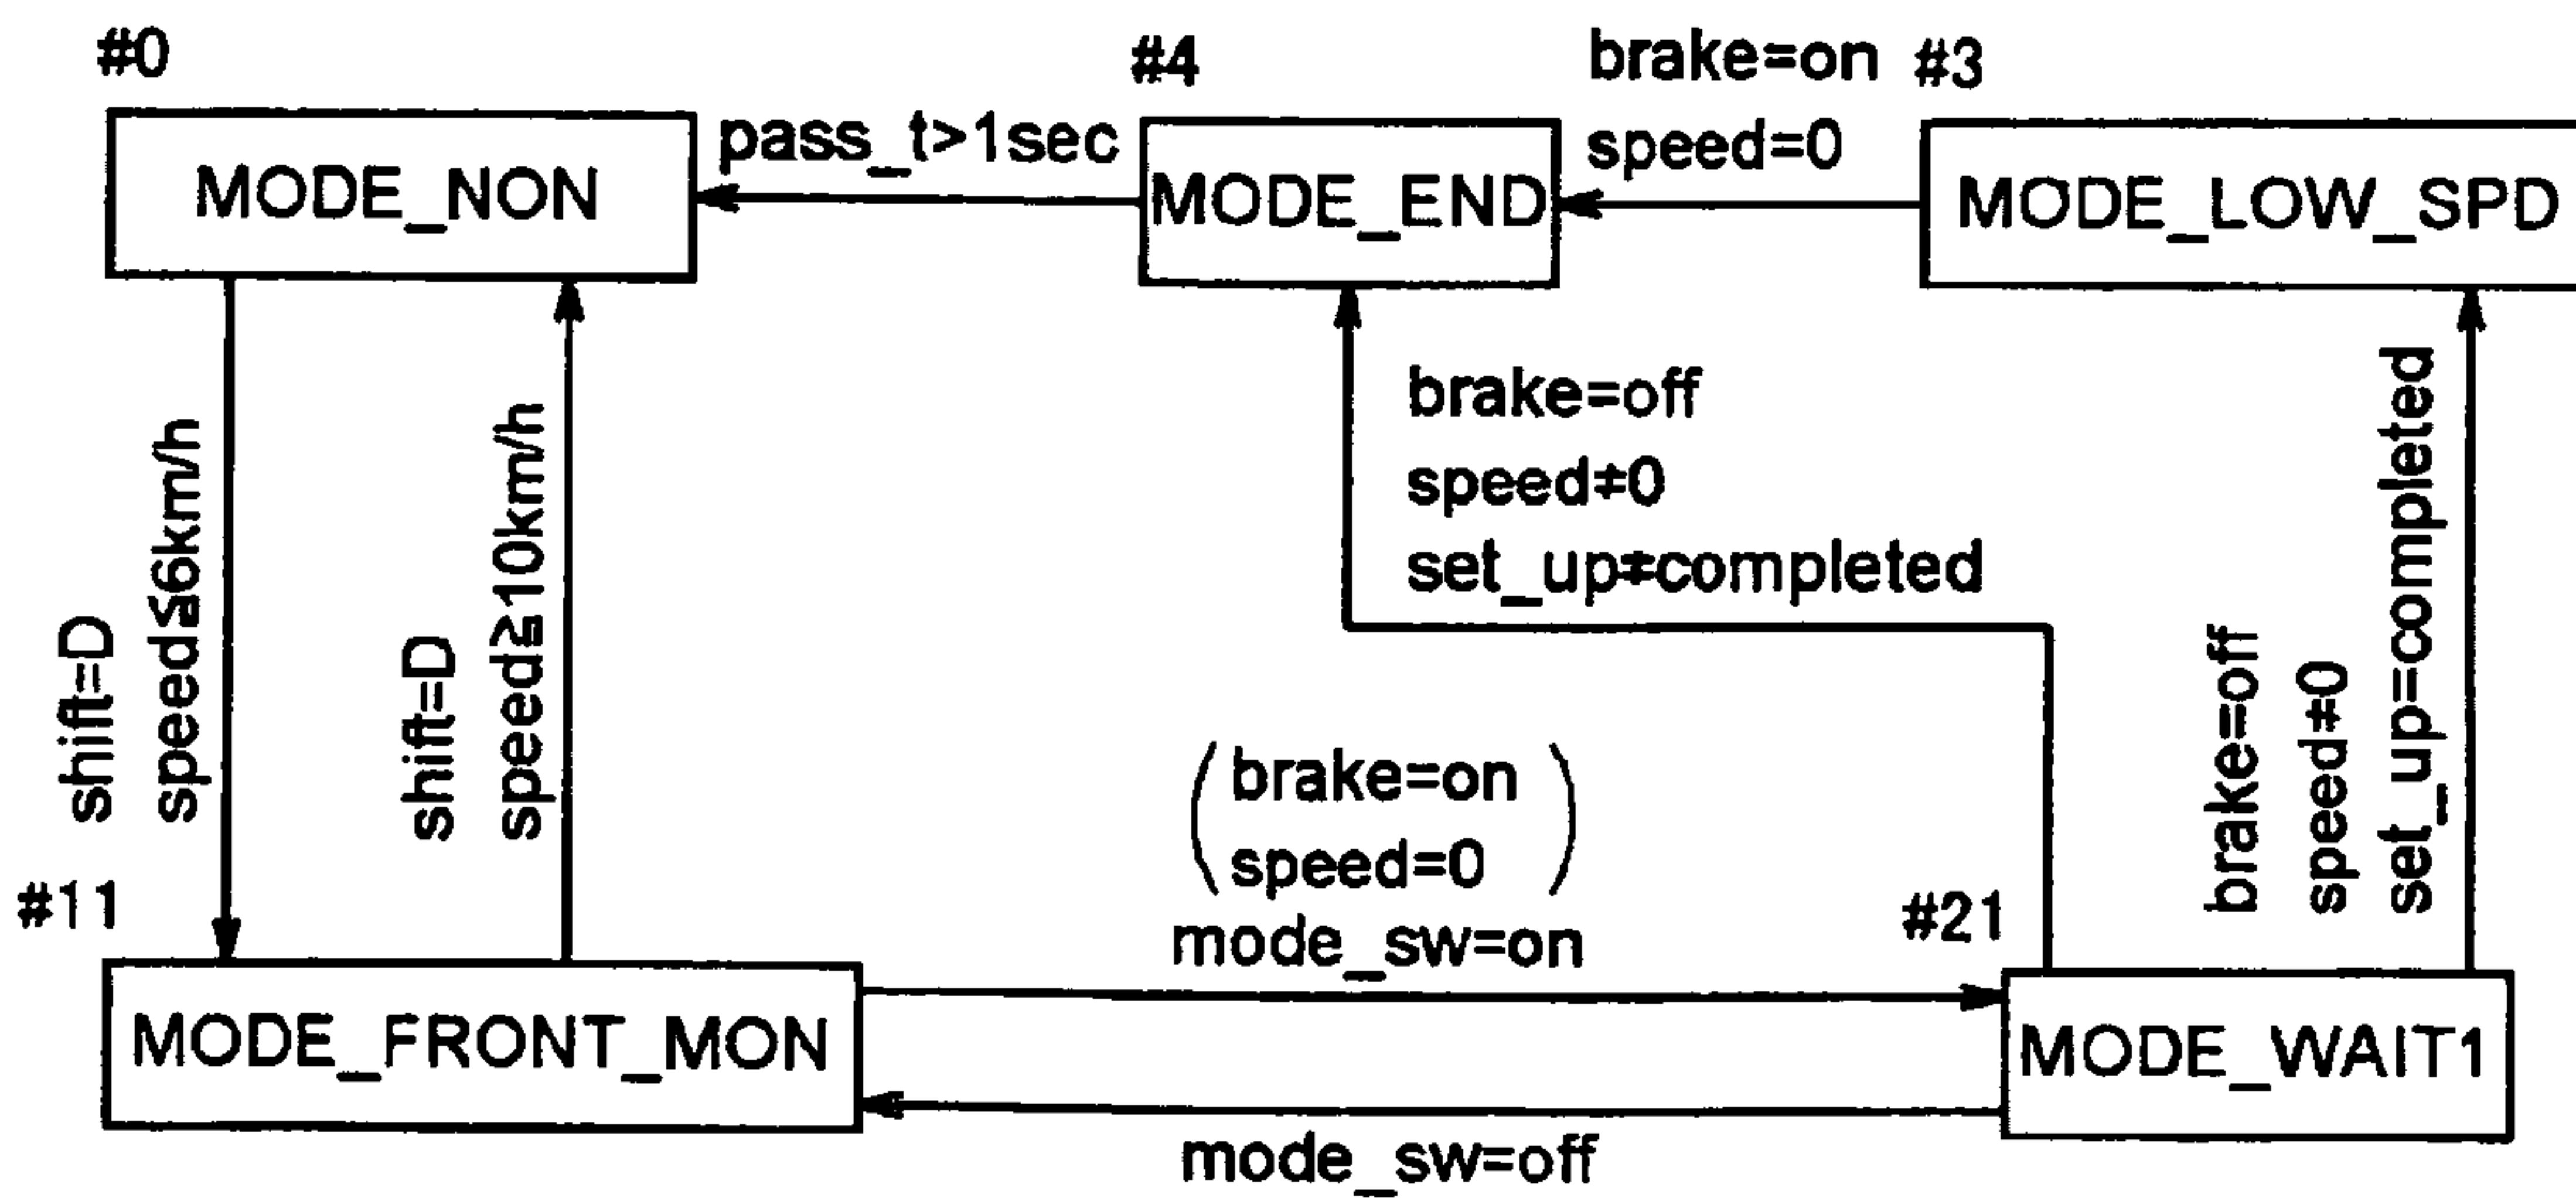 #0
#4
brake=on
#3
pass_t>1sec
speed=0
MODE_NON
MODE_END
MODE_LOW_SPD
shift=D
speed≦6km/h
shift=D
speed≧10km/h
brake=off
speed≠0
set_up≠completed
brake=off
speed≠0
set_up=completed
brake=on
speed=0
mode_sw=on
#11
#21
MODE_FRONT_MON
MODE_WAIT1
mode_sw=off